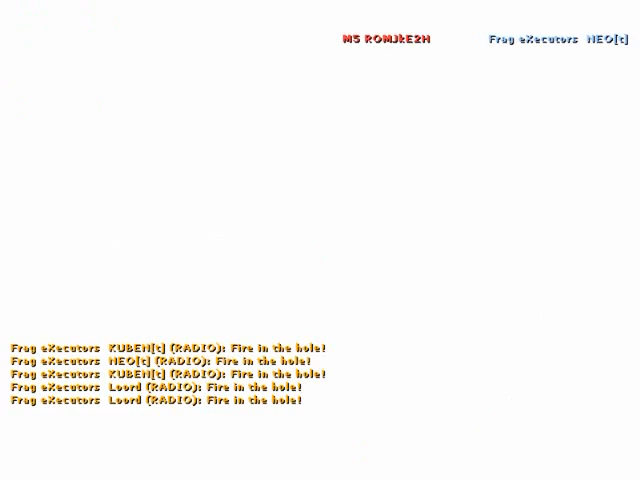 M5 ROMJkE2H Frag eXecutors NEO[t]
Frag eXecutors KUBEN[t] (RADIO): Fire in the hole!
Frag eXecutors NEO[t] (RADIO): Fire in the hole!
Frag eXecutors KUBEN[t] (RADIO): Fire in the hole!
Frag eXecutors Loord (RADIO): Fire in the hole!
Frag eXecutors Loord (RADIO): Fire in the hole!